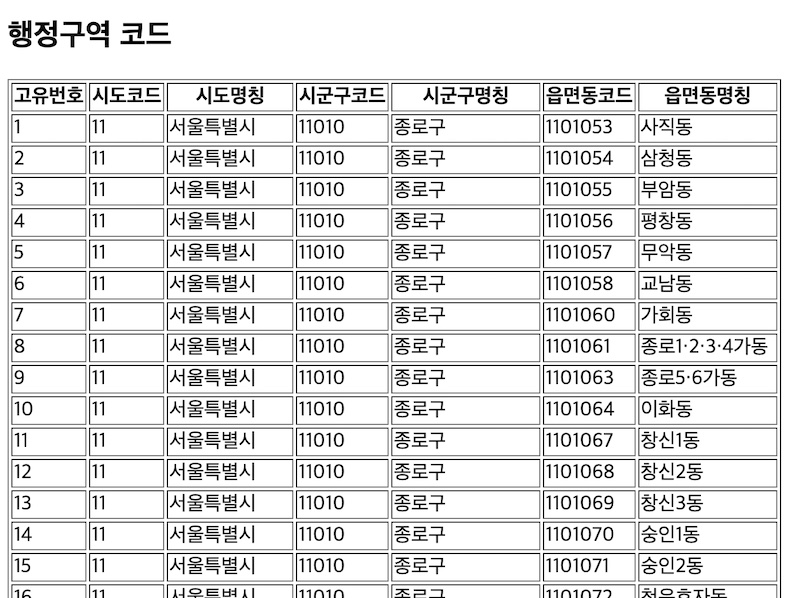 행정구역 코드
고유번호 시도코드 시도명칭 시군구코드 시군구명칭 읍면동코드 읍면동명칭
1 11 서울특별시 11010 종로구 1101053 사직동
2 11 서울특별시 11010 종로구 1101054 삼청동
3 11 서울특별시 11010 종로구 1101055 부암동
4 11 서울특별시 11010 종로구 1101056 평창동
5 11 서울특별시 11010 종로구 1101057 무악동
6 11 서울특별시 11010 종로구 1101058 교남동
7 11 서울특별시 11010 종로구 1101060 가회동
8 11 서울특별시 11010 종로구 1101061 종로1·2·3·4가동
9 11 서울특별시 11010 종로구 1101063 종로5·6가동
10 11 서울특별시 11010 종로구 1101064 이화동
11 11 서울특별시 11010 종로구 1101067 창신1동
12 11 서울특별시 11010 종로구 1101068 창신2동
13 11 서울특별시 11010 종로구 1101069 창신3동
14 11 서울특별시 11010 종로구 1101070 숭인1동
15 11 서울특별시 11010 종로구 1101071 숭인2동
16 11 서울특별시 11010 종로구 1101072 청운효자동